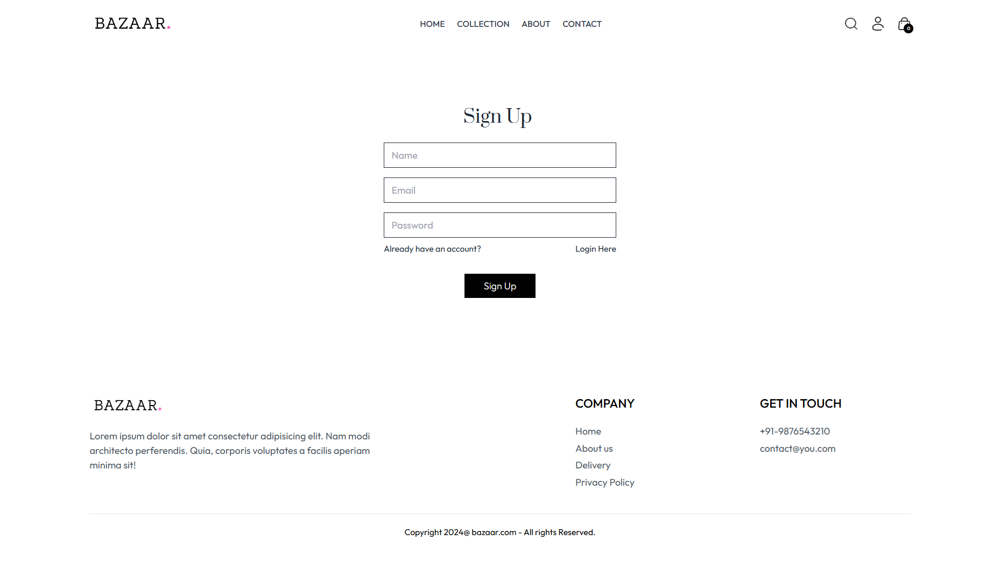 BAZAAR.
HOME COLLECTION ABOUT CONTACT
0
Sign Up
Name
Email
Password
Already have an account? Login Here
Sign Up
BAZAAR.
Lorem ipsum dolor sit amet consectetur adipisicing elit. Nam modi
architecto perferendis. Quia, corporis voluptates a facilis aperiam
minima sit!
COMPANY
Home
About us
Delivery
Privacy Policy
GET IN TOUCH
+91-9876543210
contact@you.com
Copyright 2024@ bazaar.com - All rights Reserved.